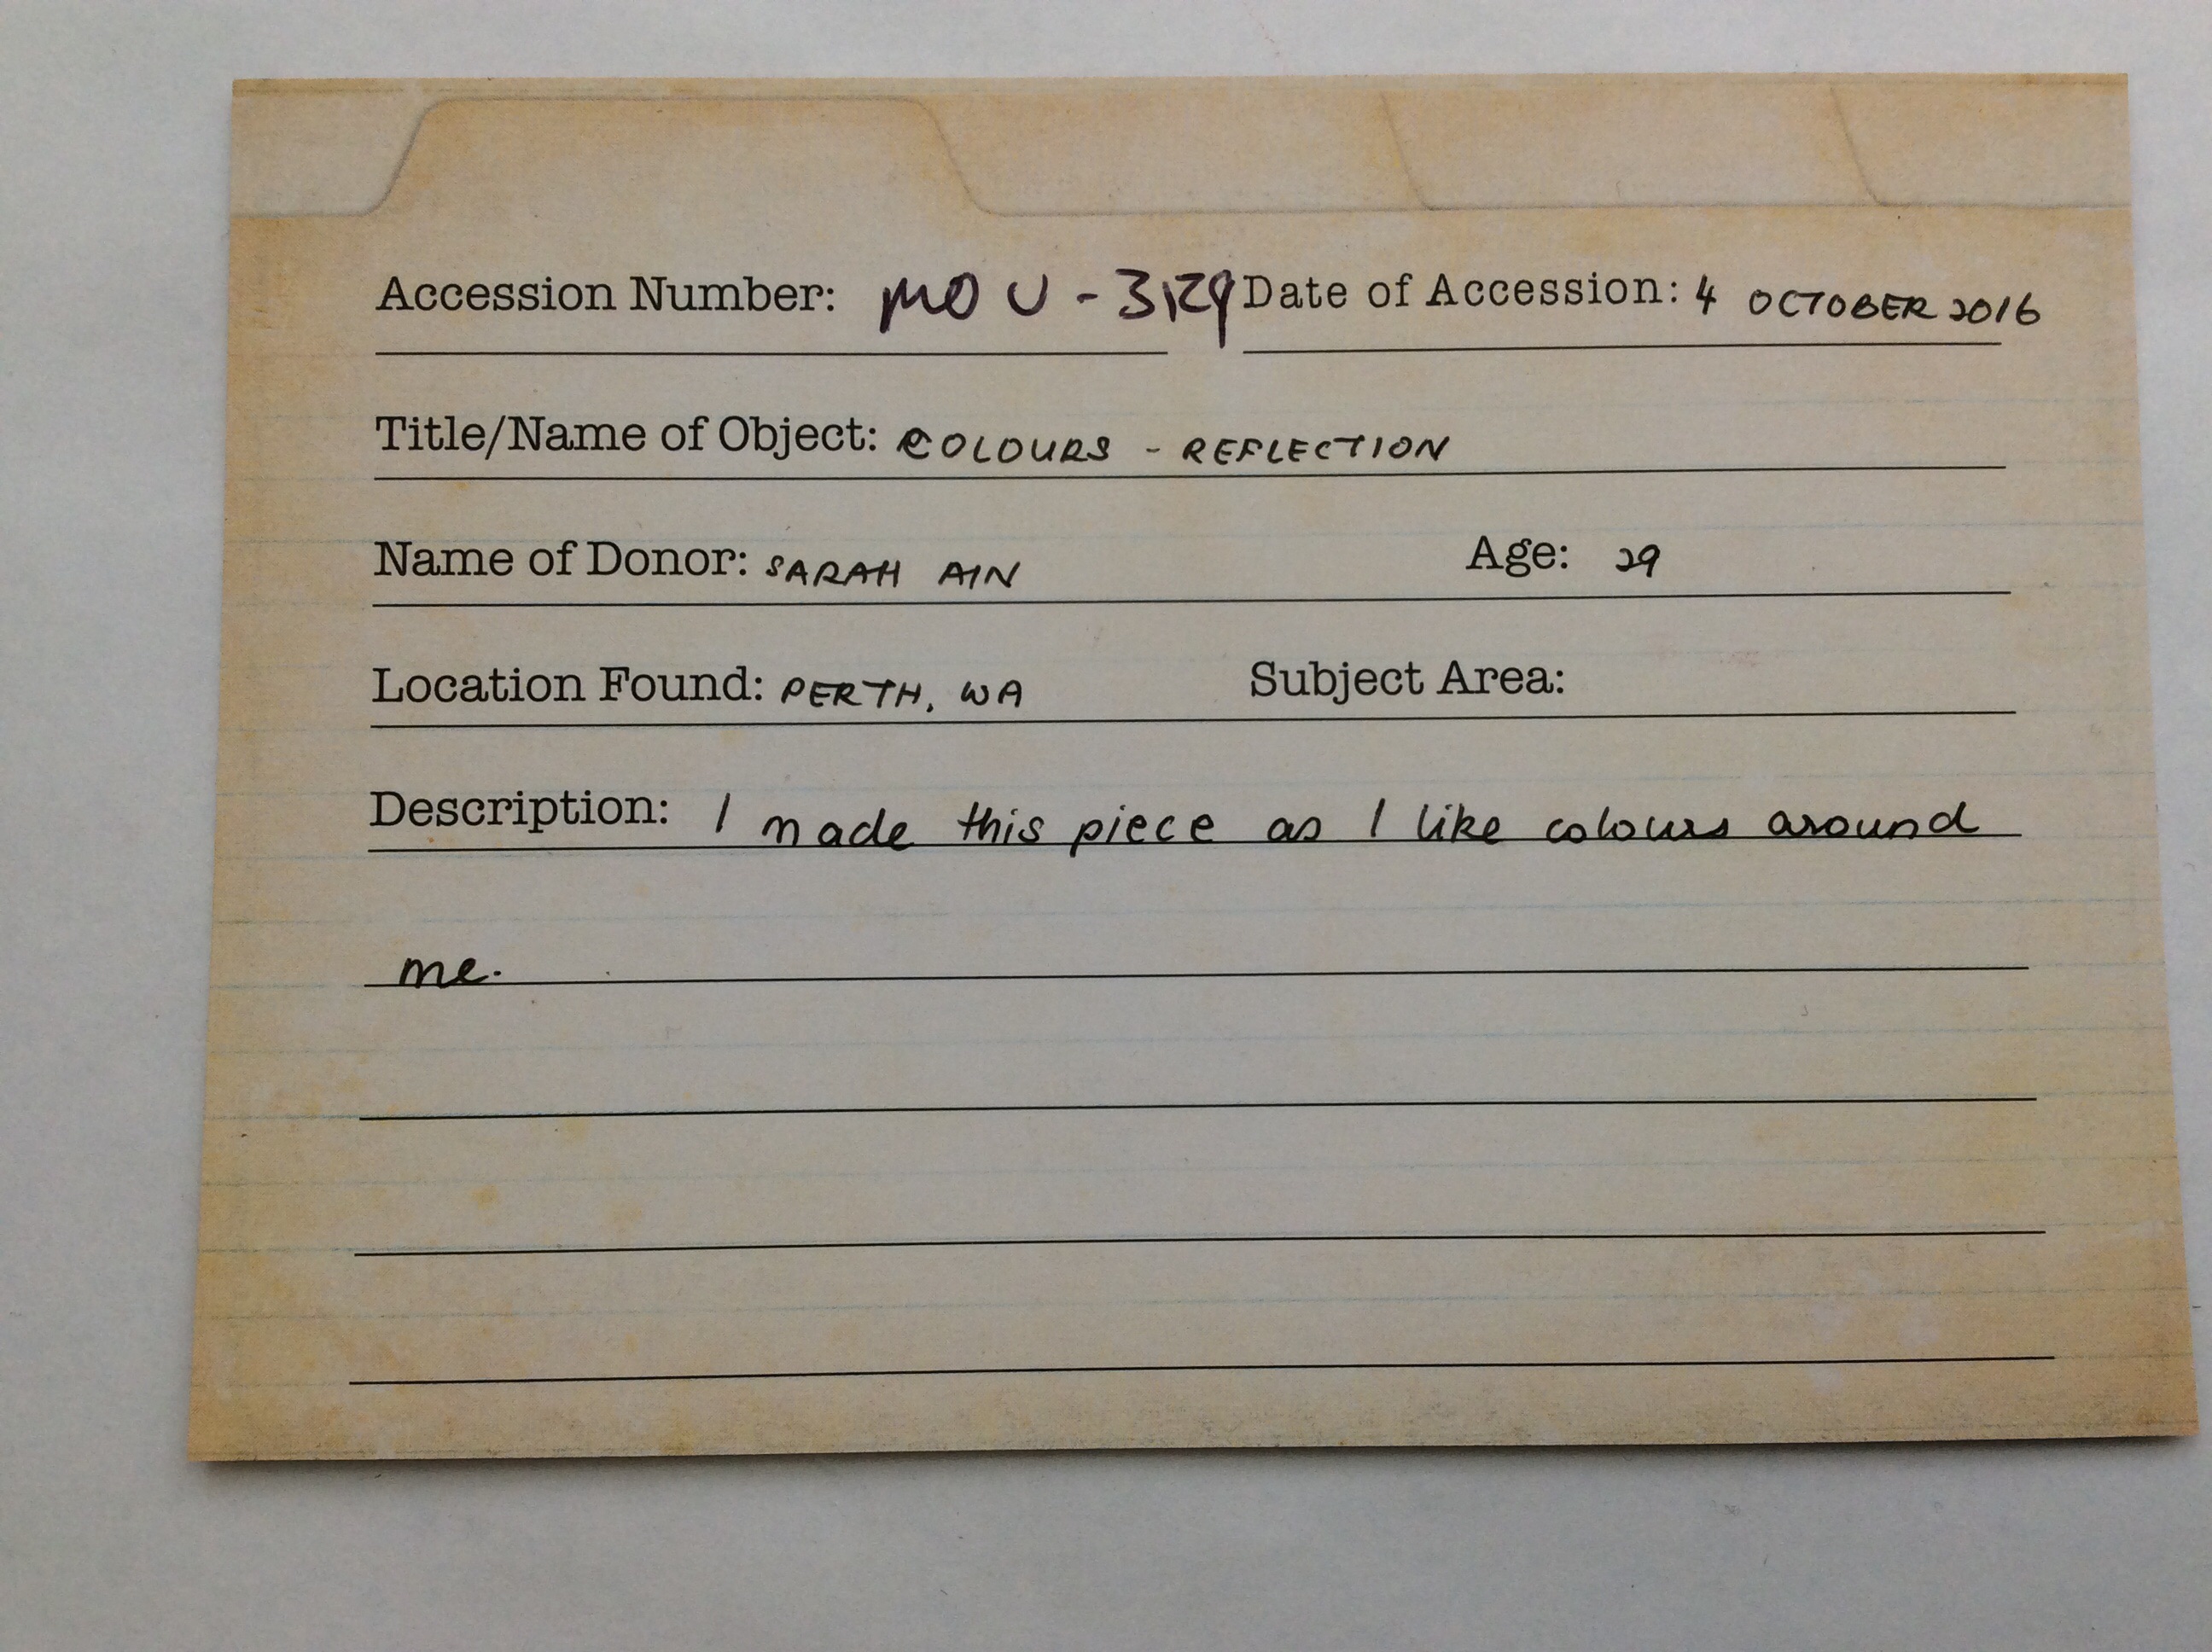 Accession Number: MOU - 3129 Date of Accession: 4 OCTOBER 2016
Title/Name of Object: COLOURS - REFLECTION
Name of Donor: SARAH AIN Age: 29
Location Found: PERTH, WA Subject Area:
Description: I made this piece as I like colours around
me.